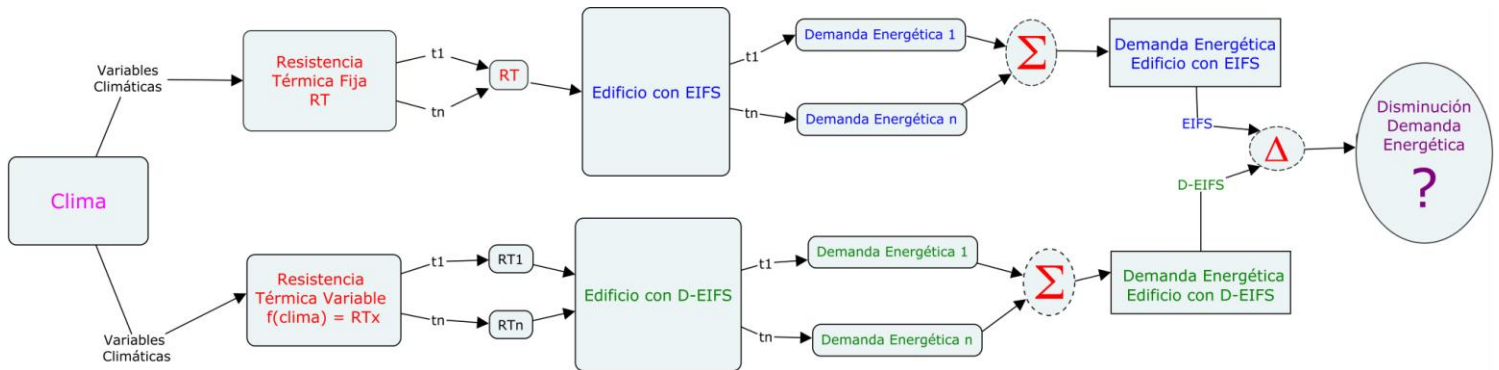 Clima
Variables
Climáticas
Resistencia
Térmica Fija
RT
t1
tn
RT
Edificio con EIFS
t1
tn
Demanda Energética 1
Demanda Energética n
Σ
Demanda Energética
Edificio con EIFS
EIFS
Variables
Climáticas
Resistencia
Térmica Variable
f(clima) = RTx
t1
tn
RT1
RTn
Edificio con D-EIFS
t1
tn
Demanda Energética 1
Demanda Energética n
Σ
Demanda Energética
Edificio con D-EIFS
D-EIFS
Δ
Disminución
Demanda
Energética
?